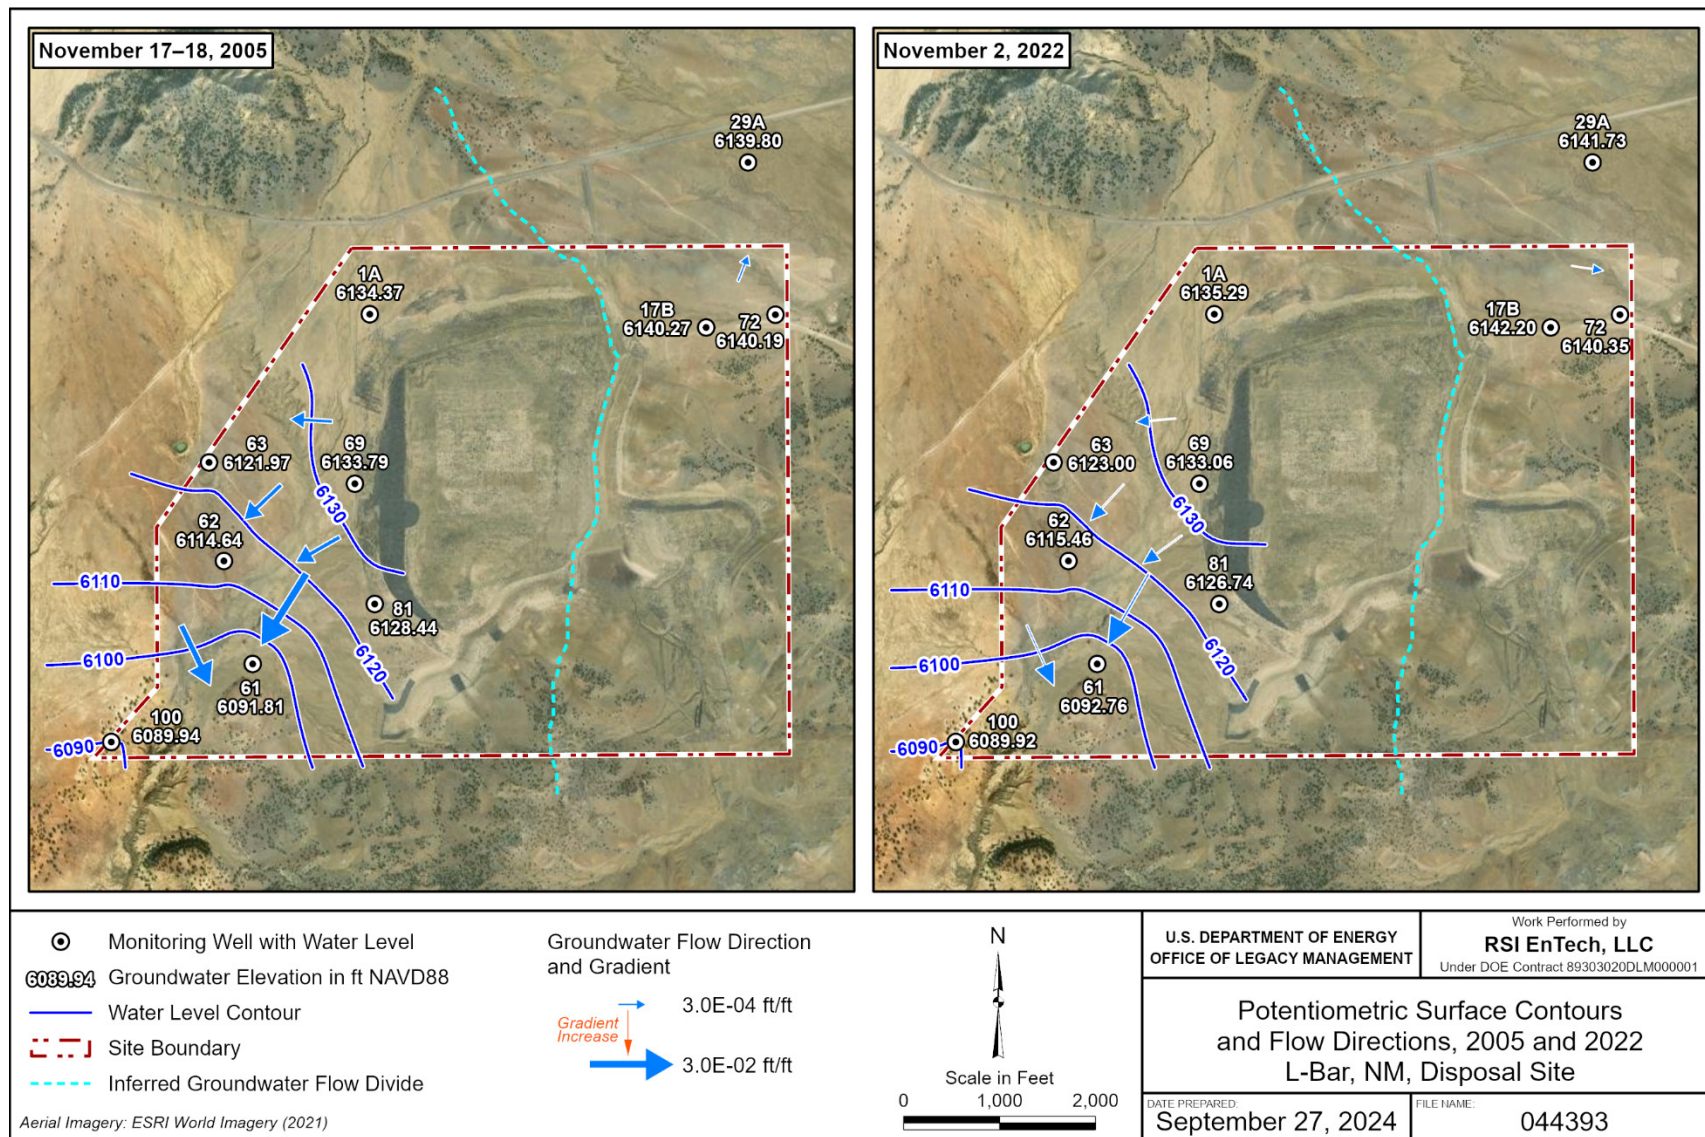 November 17–18, 2005
29A
6139.80
1A
6134.37
17B
6140.27
72
6140.19
63
6121.97
69
6133.79
6130
62
6114.64
6110
81
6128.44
6120
6100
61
6091.81
100
6089.94
6090
November 2, 2022
29A
6141.73
1A
6135.29
17B
6142.20
72
6140.35
63
6123.00
69
6133.06
6130
62
6115.46
81
6126.74
6110
6120
6100
61
6092.76
100
6089.92
6090
Monitoring Well with Water Level
6089.94 Groundwater Elevation in ft NAVD88
Water Level Contour
Site Boundary
Inferred Groundwater Flow Divide
Aerial Imagery: ESRI World Imagery (2021)
Groundwater Flow Direction
and Gradient
3.0E-04 ft/ft
Gradient
Increase
3.0E-02 ft/ft
N
Scale in Feet
0 1,000 2,000
U.S. DEPARTMENT OF ENERGY
OFFICE OF LEGACY MANAGEMENT
Work Performed by
RSI EnTech, LLC
Under DOE Contract 89303020DLM000001
Potentiometric Surface Contours
and Flow Directions, 2005 and 2022
L-Bar, NM, Disposal Site
DATE PREPARED:
September 27, 2024
FILE NAME:
044393